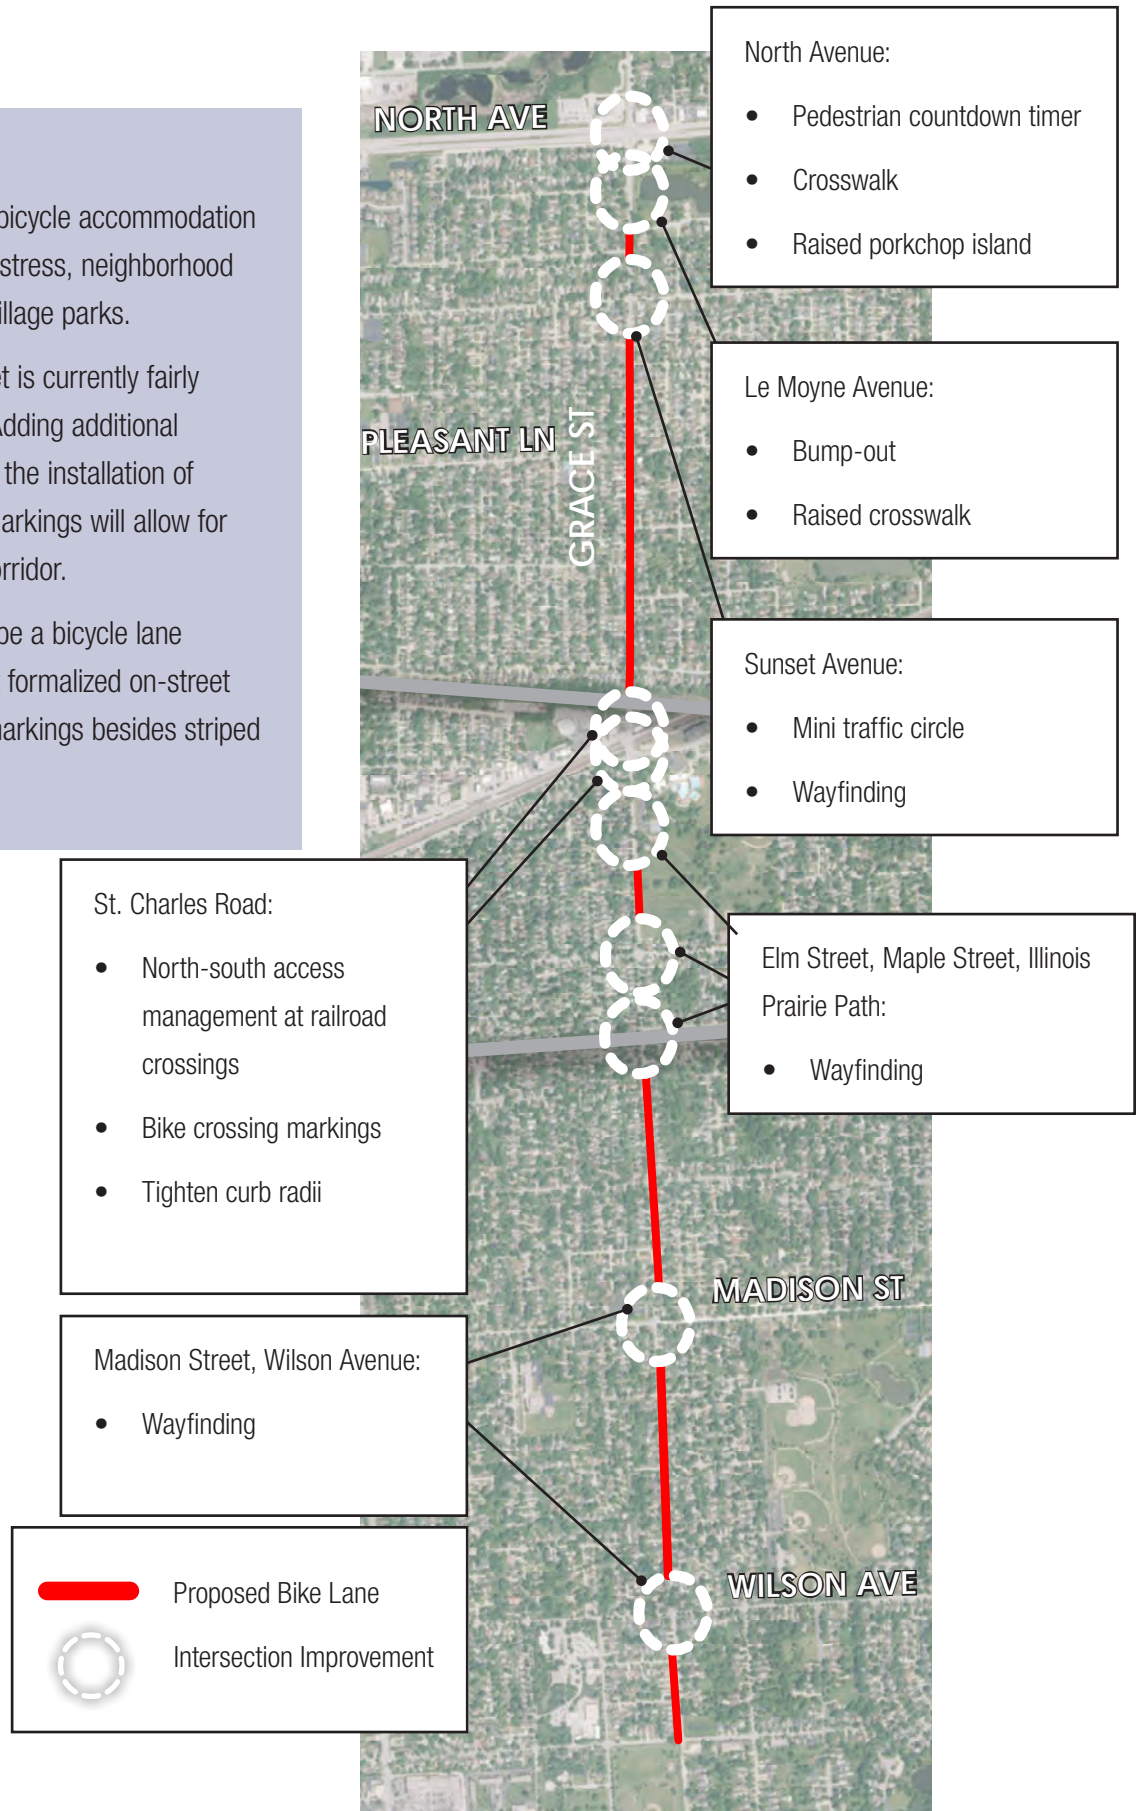 bicycle accommodation
stress, neighborhood
illage parks.
et is currently fairly
Adding additional
the installation of
arkings will allow for
orridor.
be a bicycle lane
formalized on-street
narkings besides striped
NORTH AVE
PLEASANT LN
GRACE ST
MADISON ST
WILSON AVE
North Avenue:
• Pedestrian countdown timer
• Crosswalk
• Raised porkchop island
Le Moyne Avenue:
• Bump-out
• Raised crosswalk
Sunset Avenue:
• Mini traffic circle
• Wayfinding
St. Charles Road:
• North-south access
management at railroad
crossings
• Bike crossing markings
• Tighten curb radii
Elm Street, Maple Street, Illinois
Prairie Path:
• Wayfinding
Madison Street, Wilson Avenue:
• Wayfinding
Proposed Bike Lane
Intersection Improvement